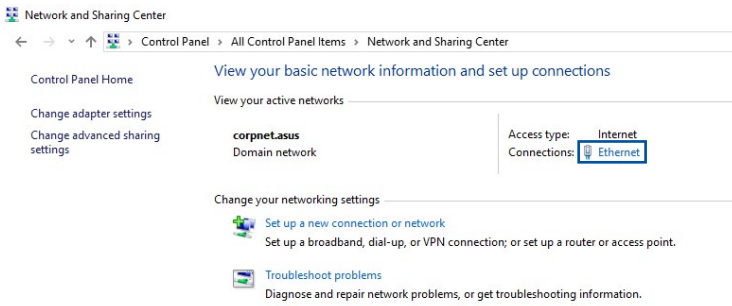 Network and Sharing Center
Control Panel > All Control Panel Items > Network and Sharing Center
Control Panel Home
Change adapter settings
Change advanced sharing
settings
View your basic network information and set up connections
View your active networks
corpnet.asus
Domain network
Access type: Internet
Connections: Ethernet
Change your networking settings
Set up a new connection or network
Set up a broadband, dial-up, or VPN connection; or set up a router or access point.
Troubleshoot problems
Diagnose and repair network problems, or get troubleshooting information.